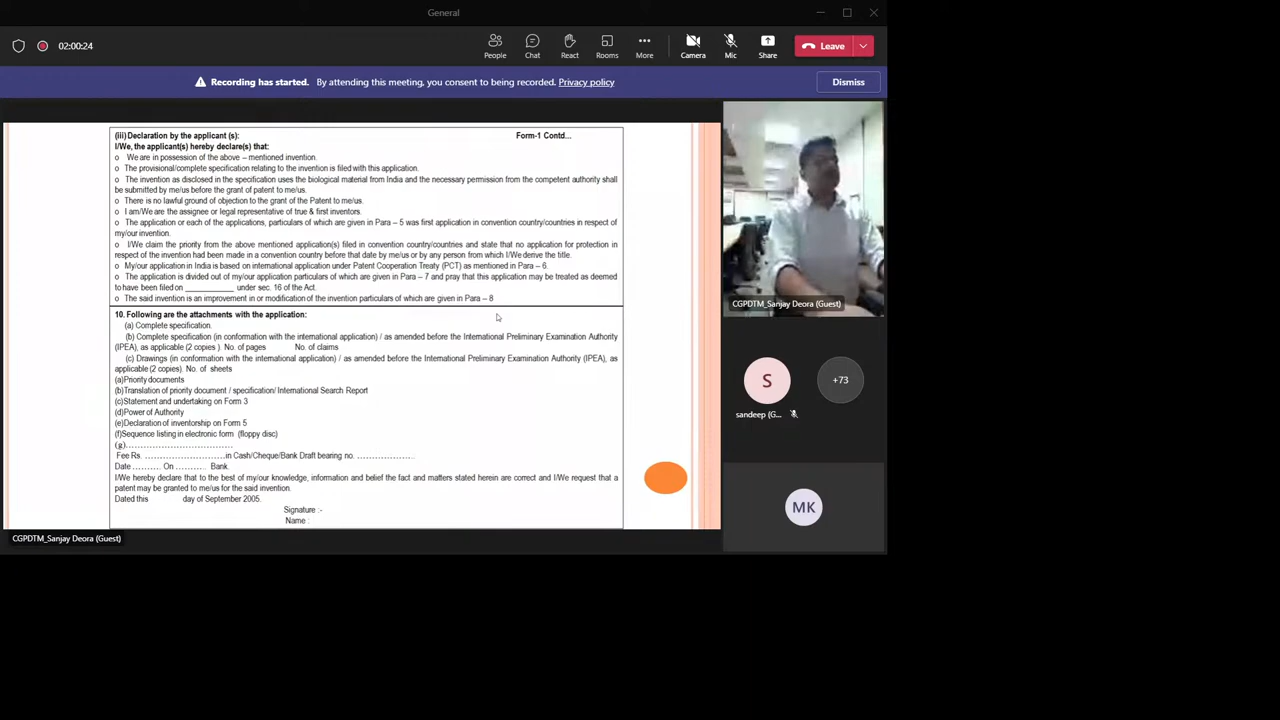 General
02:00:24
People
Chat
React
Rooms
More
Camera
Mic
Share
Leave
Recording has started. By attending this meeting, you consent to being recorded. Privacy policy
Dismiss
(iii) Declaration by the applicant (s): Form-1 Contd...
I/We, the applicant(s) hereby declare(s) that:
o We are in possession of the above – mentioned invention.
o The provisional/complete specification relating to the invention is filed with this application.
o The invention as disclosed in the specification uses the biological material from India and the necessary permission from the competent authority shall
be submitted by me/us before the grant of patent to me/us.
o There is no lawful ground of objection to the grant of the Patent to me/us.
o I am/We are the assignee or legal representative of true & first inventors.
o The application or each of the applications, particulars of which are given in Para – 5 was first application in convention country/countries in respect of
my/our invention.
o I/We claim the priority from the above mentioned application(s) filed in convention country/countries and state that no application for protection in
respect of the invention had been made in a convention country before that date by me/us or by any person from which I/We derive the title.
o My/our application in India is based on international application under Patent Cooperation Treaty (PCT) as mentioned in Para – 6.
o The application is divided out of my/our application particulars of which are given in Para – 7 and pray that this application may be treated as deemed
to have been filed on __________ under sec. 16 of the Act.
o The said invention is an improvement in or modification of the invention particulars of which are given in Para – 8
10. Following are the attachments with the application:
(a) Complete specification.
(b) Complete specification (in conformation with the international application) / as amended before the International Preliminary Examination Authority
(IPEA), as applicable (2 copies ). No. of pages No. of claims
(c) Drawings (in conformation with the international application) / as amended before the International Preliminary Examination Authority (IPEA), as
applicable (2 copies). No. of sheets
(a)Priority documents
(b)Translation of priority document / specification/ International Search Report
(c)Statement and undertaking on Form 3
(d)Power of Authority
(e)Declaration of inventorship on Form 5
(f)Sequence listing in electronic form (floppy disc)
(g)....................................
Fee Rs. ...........................in Cash/Cheque/Bank Draft bearing no. ...................
Date .......... On .......... Bank.
I/We hereby declare that to the best of my/our knowledge, information and belief the fact and matters stated herein are correct and I/We request that a
patent may be granted to me/us for the said invention.
Dated this day of September 2005.
Signature :-
Name :
CGPDTM_Sanjay Deora (Guest)
CGPDTM_Sanjay Deora (Guest)
S
+73
sandeep (G...
MK